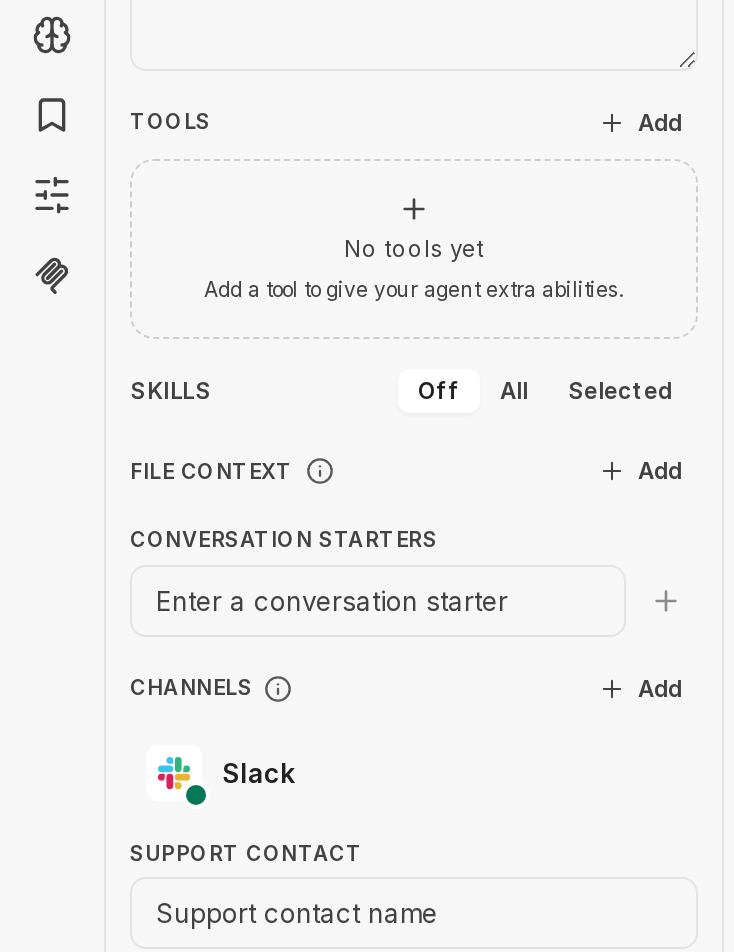 TOOLS
Add
No tools yet
Add a tool to give your agent extra abilities.
SKILLS
Off
All
Selected
FILE CONTEXT
Add
CONVERSATION STARTERS
Enter a conversation starter
CHANNELS
Add
Slack
SUPPORT CONTACT
Support contact name